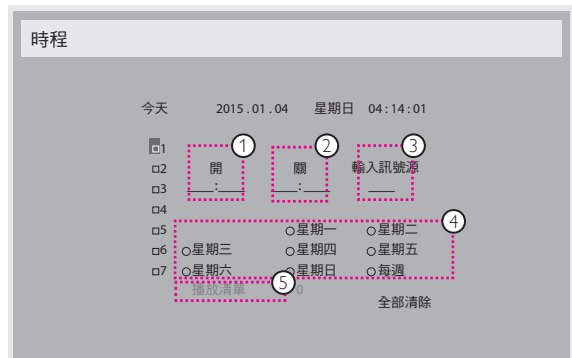 時程
今天 2015.01.04 星期日 04:14:01
1
2 開 關 輸入訊號源
3 __:__ __:__ __
4
5 星期一 星期二
6 星期三 星期四 星期五
7 星期六 星期日 每週
播放清單 0
全部清除
① ② ③
④
⑤